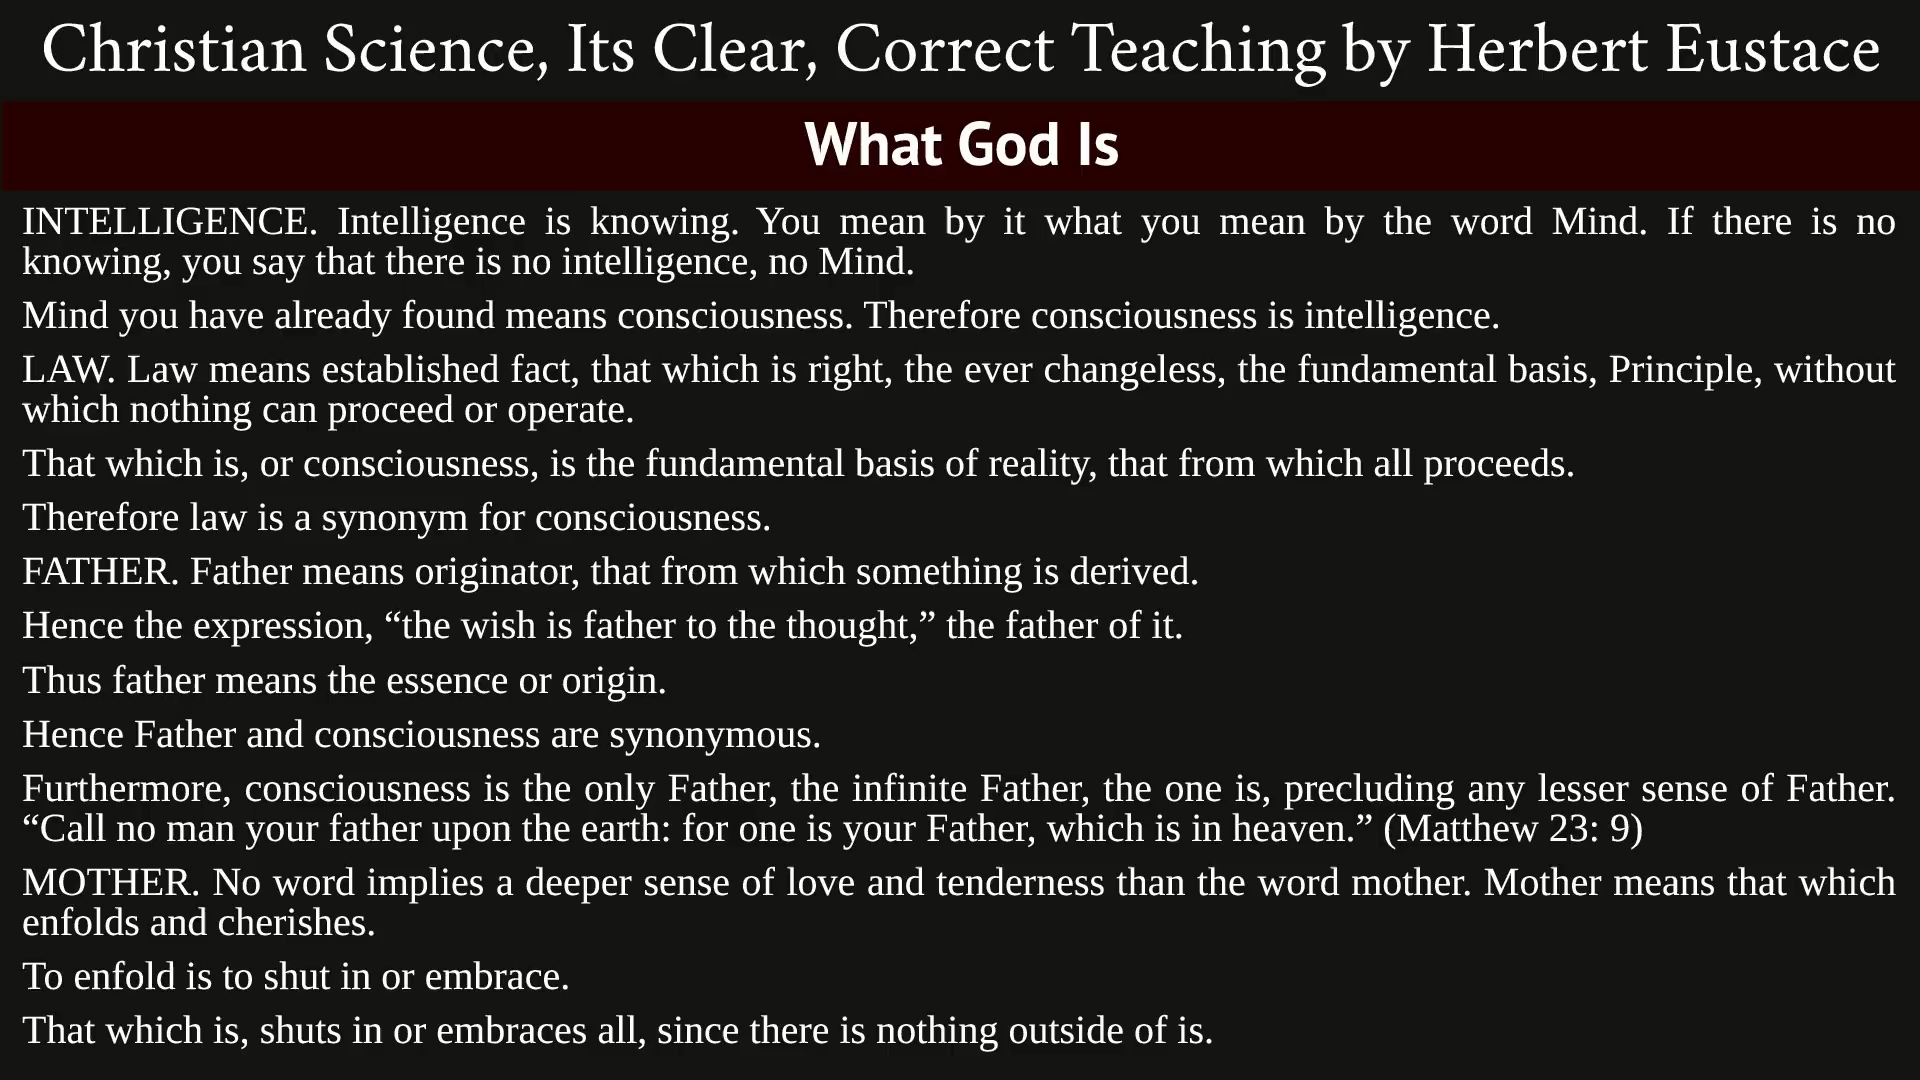 Christian Science, Its Clear, Correct Teaching by Herbert Eustace
What God Is
INTELLIGENCE. Intelligence is knowing. You mean by it what you mean by the word Mind. If there is no
knowing, you say that there is no intelligence, no Mind.
Mind you have already found means consciousness. Therefore consciousness is intelligence.
LAW. Law means established fact, that which is right, the ever changeless, the fundamental basis, Principle, without
which nothing can proceed or operate.
That which is, or consciousness, is the fundamental basis of reality, that from which all proceeds.
Therefore law is a synonym for consciousness.
FATHER. Father means originator, that from which something is derived.
Hence the expression, “the wish is father to the thought,” the father of it.
Thus father means the essence or origin.
Hence Father and consciousness are synonymous.
Furthermore, consciousness is the only Father, the infinite Father, the one is, precluding any lesser sense of Father.
“Call no man your father upon the earth: for one is your Father, which is in heaven.” (Matthew 23: 9)
MOTHER. No word implies a deeper sense of love and tenderness than the word mother. Mother means that which
enfolds and cherishes.
To enfold is to shut in or embrace.
That which is, shuts in or embraces all, since there is nothing outside of is.